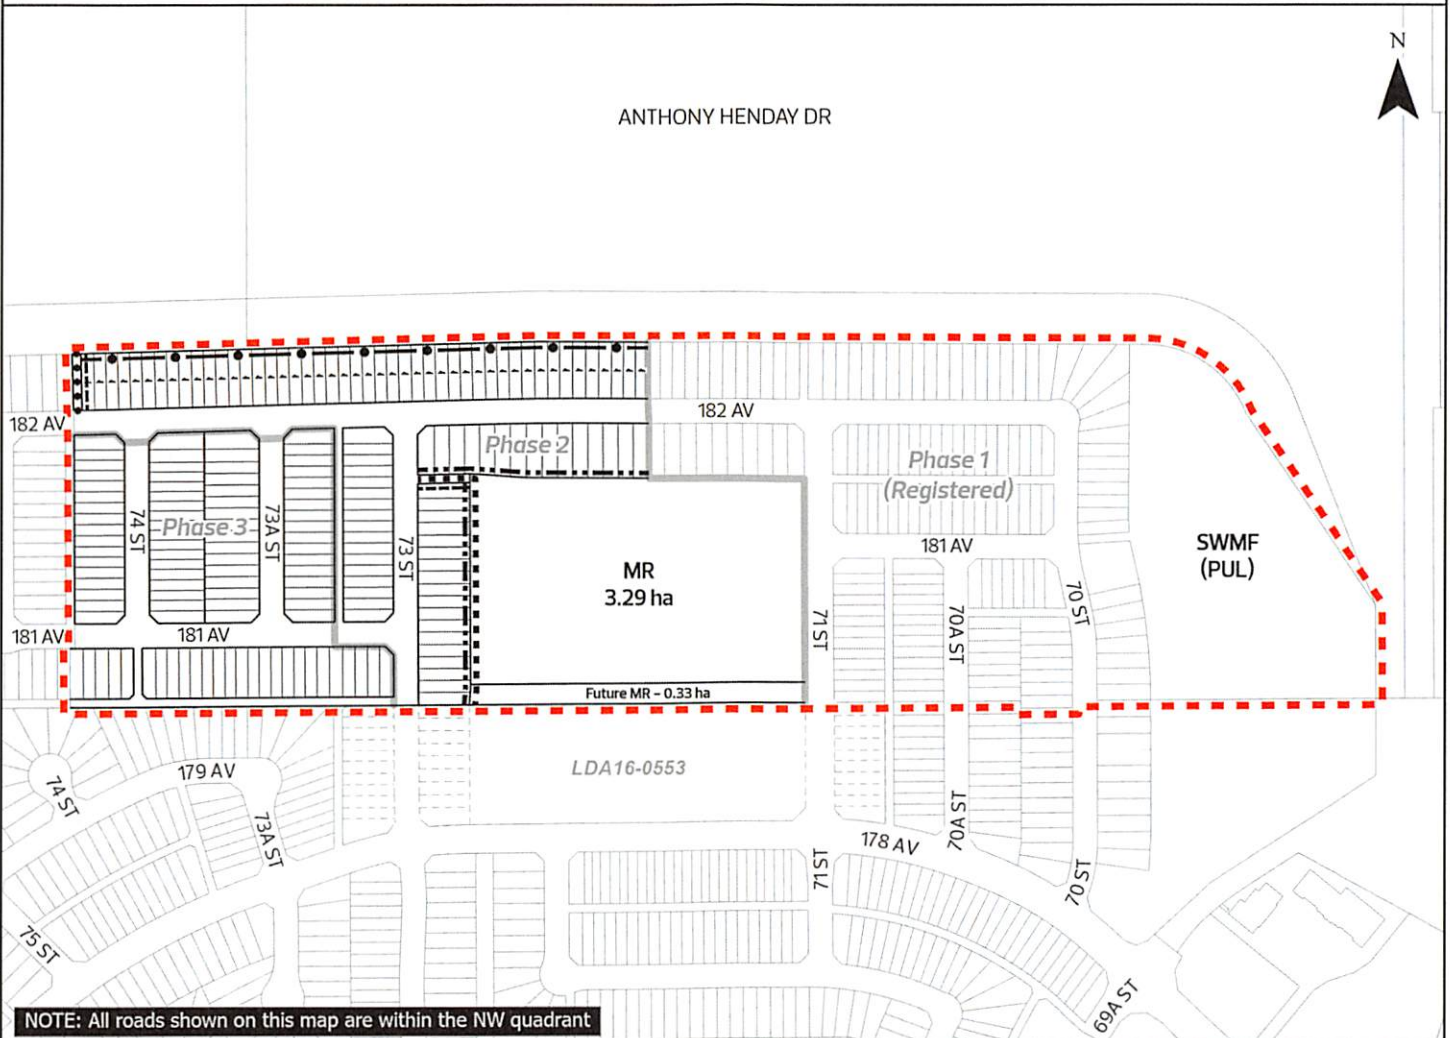 N
ANTHONY HENDAY DR
182 AV
182 AV
Phase 2
Phase 1
(Registered)
74 ST
Phase 3
73A ST
73 ST
181 AV
SWMF
(PUL)
MR
3.29 ha
70 ST
71 ST
70A ST
181 AV
181 AV
Future MR - 0.33 ha
LDA16-0553
179 AV
74 ST
73A ST
178 AV
70A ST
71 ST
70 ST
75 ST
69A ST
NOTE: All roads shown on this map are within the NW quadrant